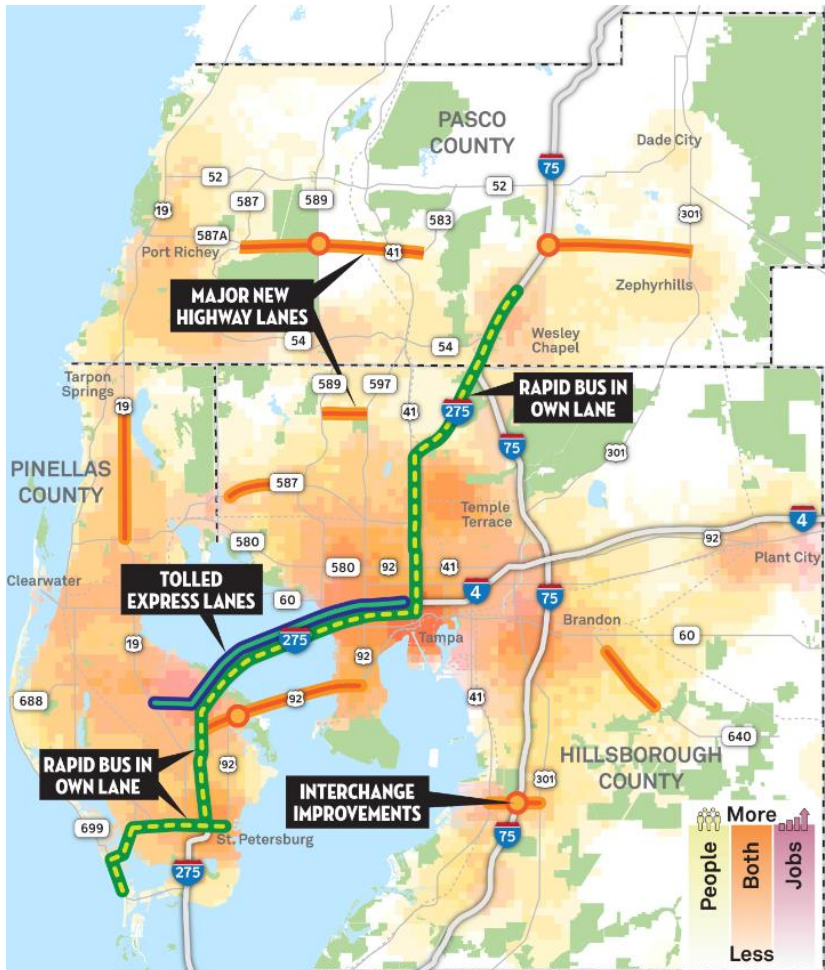 PASCO
COUNTY
Dade City
75
52
52
587
589
19
301
583
587A
Port Richey
41
MAJOR NEW
HIGHWAY LANES
Zephyrhills
Wesley
Chapel
54
54
Tarpon
Springs
589
597
RAPID BUS IN
OWN LANE
19
41
275
75
301
PINELLAS
COUNTY
587
Temple
Terrace
4
92
580
Plant City
580
92
41
Clearwater
TOLLED
EXPRESS LANES
60
4
75
Brandon
275
60
Tampa
19
92
688
92
41
640
HILLSBOROUGH
COUNTY
RAPID BUS IN
OWN LANE
92
INTERCHANGE
IMPROVEMENTS
301
699
St. Petersburg
75
275
More
People
Both
Jobs
Less